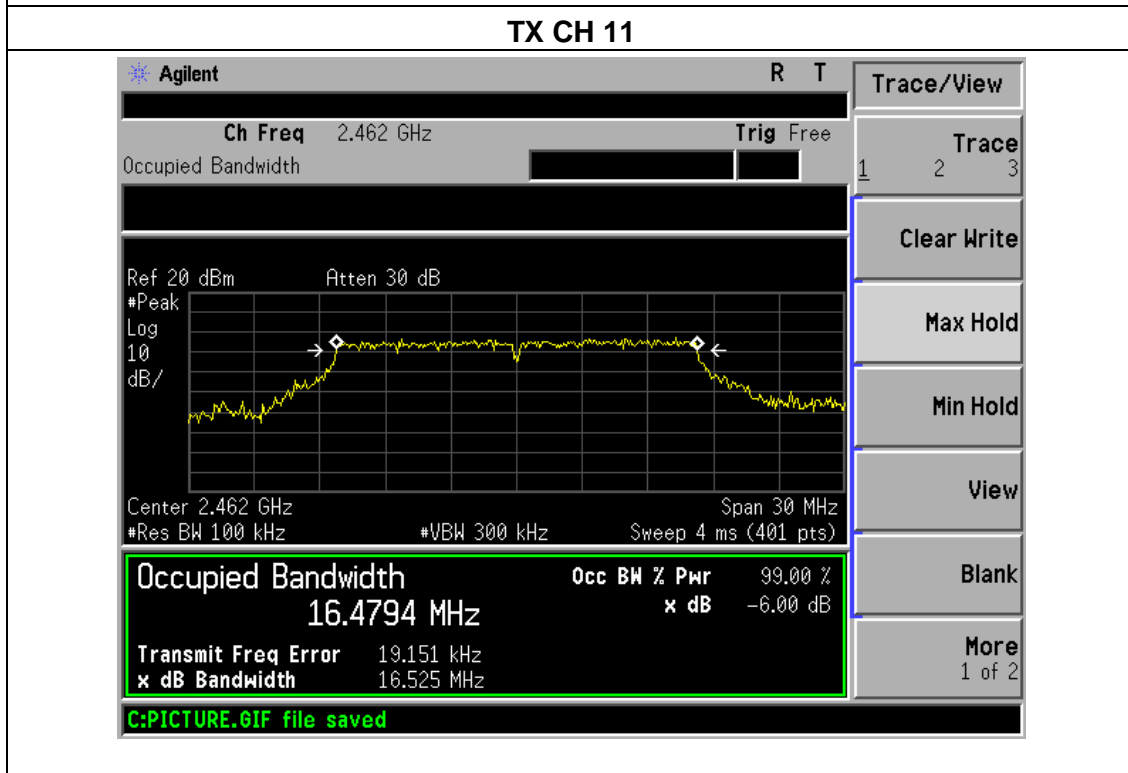 TX CH 11
Agilent R T
Trace/View
Ch Freq 2.462 GHz Trig Free
Occupied Bandwidth
Trace
1 2 3
Clear Write
Ref 20 dBm Atten 30 dB
#Peak
Log
10
dB/
Max Hold
Min Hold
View
Center 2.462 GHz Span 30 MHz
#Res BW 100 kHz #VBW 300 kHz Sweep 4 ms (401 pts)
Occupied Bandwidth Occ BW % Pwr 99.00 %
16.4794 MHz x dB -6.00 dB
Blank
Transmit Freq Error 19.151 kHz
x dB Bandwidth 16.525 MHz
More
1 of 2
C:PICTURE.GIF file saved